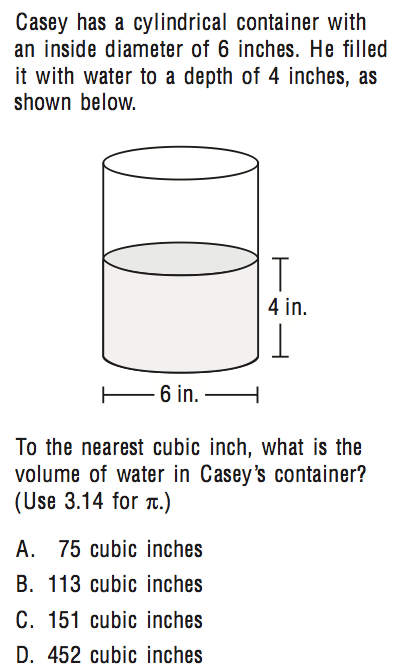 Casey has a cylindrical container with
an inside diameter of 6 inches. He filled
it with water to a depth of 4 inches, as
shown below.
4 in.
6 in.
To the nearest cubic inch, what is the
volume of water in Casey's container?
(Use 3.14 for π.)
A. 75 cubic inches
B. 113 cubic inches
C. 151 cubic inches
D. 452 cubic inches